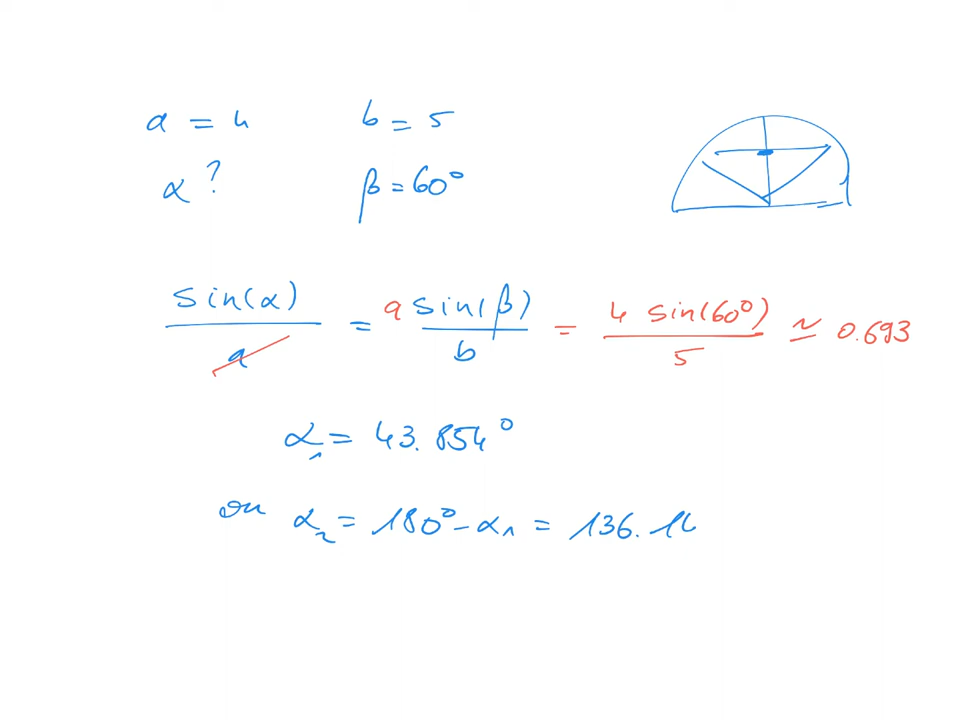 a = 4 b = 5
α ? β = 60°
sin(α) / a = a sin(β) / b = 4 sin(60°) / 5 ≃ 0.693
α₁ = 43.854°
ou α₂ = 180° - α₁ = 136.14